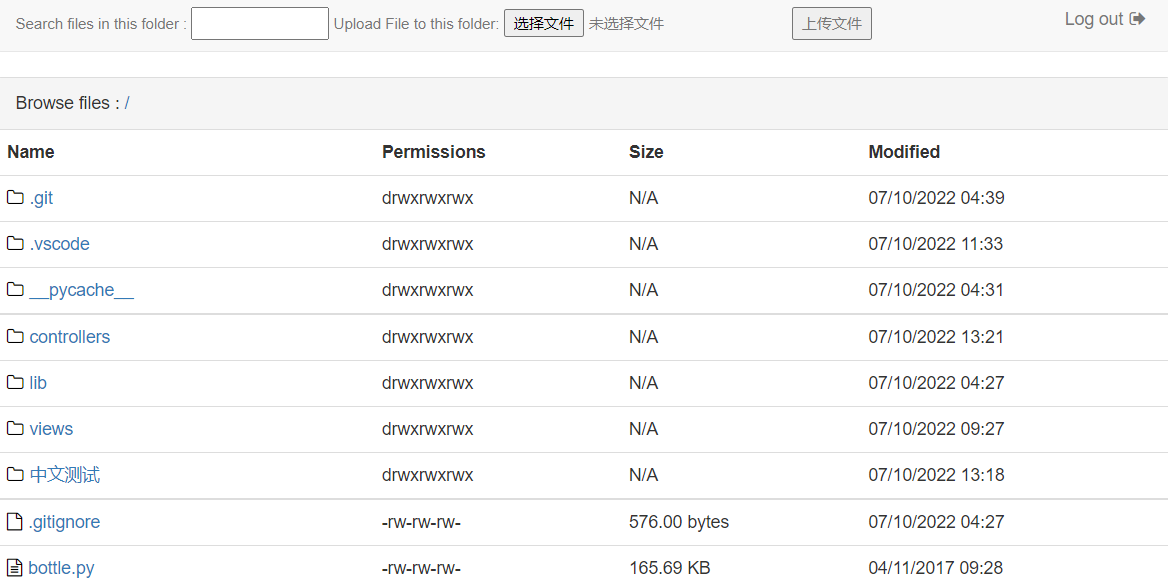 Search files in this folder : Upload File to this folder: 选择文件 未选择文件 上传文件 Log out
Browse files : /
Name Permissions Size Modified
.git drwxrwxrwx N/A 07/10/2022 04:39
.vscode drwxrwxrwx N/A 07/10/2022 11:33
__pycache__ drwxrwxrwx N/A 07/10/2022 04:31
controllers drwxrwxrwx N/A 07/10/2022 13:21
lib drwxrwxrwx N/A 07/10/2022 04:27
views drwxrwxrwx N/A 07/10/2022 09:27
中文测试 drwxrwxrwx N/A 07/10/2022 13:18
.gitignore -rw-rw-rw- 576.00 bytes 07/10/2022 04:27
bottle.py -rw-rw-rw- 165.69 KB 04/11/2017 09:28